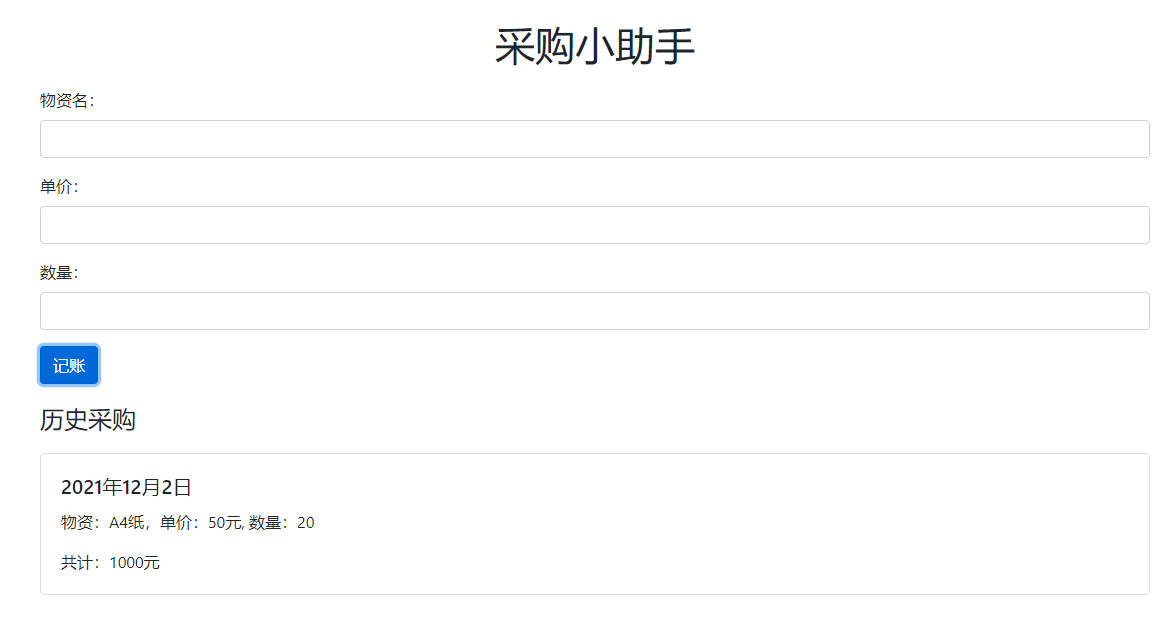 采购小助手
物资名：
单价：
数量：
记账
历史采购
2021年12月2日
物资：A4纸，单价：50元, 数量：20
共计：1000元